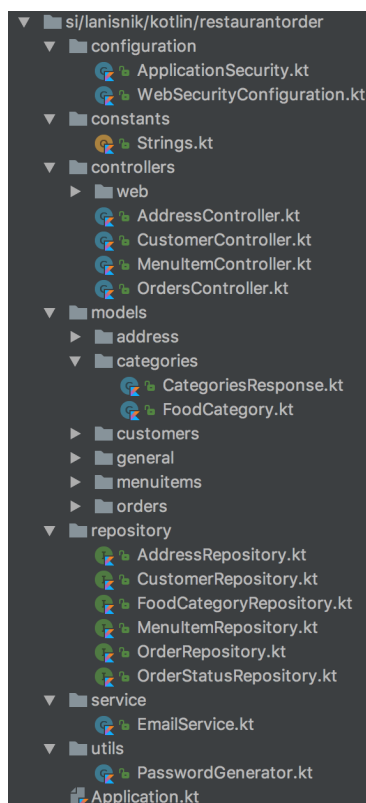 si/lanisnik/kotlin/restaurantorder
configuration
ApplicationSecurity.kt
WebSecurityConfiguration.kt
constants
Strings.kt
controllers
web
AddressController.kt
CustomerController.kt
MenuItemController.kt
OrdersController.kt
models
address
categories
CategoriesResponse.kt
FoodCategory.kt
customers
general
menuitems
orders
repository
AddressRepository.kt
CustomerRepository.kt
FoodCategoryRepository.kt
MenuItemRepository.kt
OrderRepository.kt
OrderStatusRepository.kt
service
EmailService.kt
utils
PasswordGenerator.kt
Application.kt